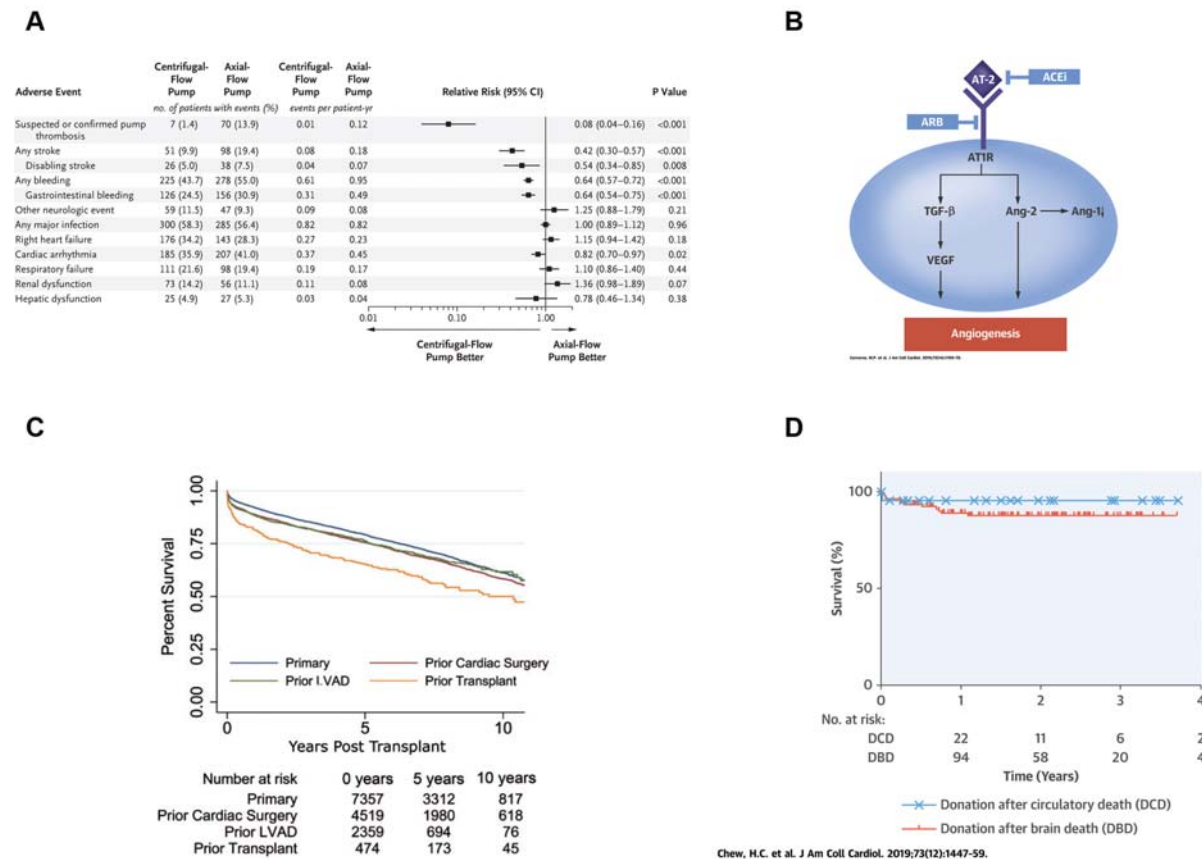 A
Centrifugal-Flow Pump Axial-Flow Pump Centrifugal-Flow Pump Axial-Flow Pump
Adverse Event Relative Risk (95% CI) P Value
no. of patients with events (%) events per patient-yr
Suspected or confirmed pump thrombosis 7 (1.4) 70 (13.9) 0.01 0.12 0.08 (0.04–0.16) <0.001
Any stroke 51 (9.9) 98 (19.4) 0.08 0.18 0.42 (0.30–0.57) <0.001
Disabling stroke 26 (5.0) 38 (7.5) 0.04 0.07 0.54 (0.34–0.85) 0.008
Any bleeding 225 (43.7) 278 (55.0) 0.61 0.95 0.64 (0.57–0.72) <0.001
Gastrointestinal bleeding 126 (24.5) 156 (30.9) 0.31 0.49 0.64 (0.54–0.75) <0.001
Other neurologic event 59 (11.5) 47 (9.3) 0.09 0.08 1.25 (0.88–1.79) 0.21
Any major infection 300 (58.3) 285 (56.4) 0.82 0.82 1.00 (0.89–1.12) 0.96
Right heart failure 176 (34.2) 143 (28.3) 0.27 0.23 1.15 (0.94–1.42) 0.18
Cardiac arrhythmia 185 (35.9) 207 (41.0) 0.37 0.45 0.82 (0.70–0.97) 0.02
Respiratory failure 111 (21.6) 98 (19.4) 0.19 0.17 1.10 (0.86–1.40) 0.44
Renal dysfunction 73 (14.2) 56 (11.1) 0.11 0.08 1.36 (0.98–1.89) 0.07
Hepatic dysfunction 25 (4.9) 27 (5.3) 0.03 0.04 0.78 (0.46–1.34) 0.38
0.01 0.10 1.00
Centrifugal-Flow Pump Better Axial-Flow Pump Better
B
AT-2
ACEi
ARB
AT1R
TGF-β Ang-2 Ang-1
VEGF
Angiogenesis
C
Percent Survival
1.00
0.75
0.50
0.25
0.00
Primary Prior Cardiac Surgery
Prior LVAD Prior Transplant
0 5 10
Years Post Transplant
Number at risk 0 years 5 years 10 years
Primary 7357 3312 817
Prior Cardiac Surgery 4519 1980 618
Prior LVAD 2359 694 76
Prior Transplant 474 173 45
D
Survival (%)
100
50
0
0 1 2 3 4
No. at risk:
DCD 22 11 6 2
DBD 94 58 20 4
Time (Years)
Donation after circulatory death (DCD)
Donation after brain death (DBD)
Chew, H.C. et al. J Am Coll Cardiol. 2019;73(12):1447-59.